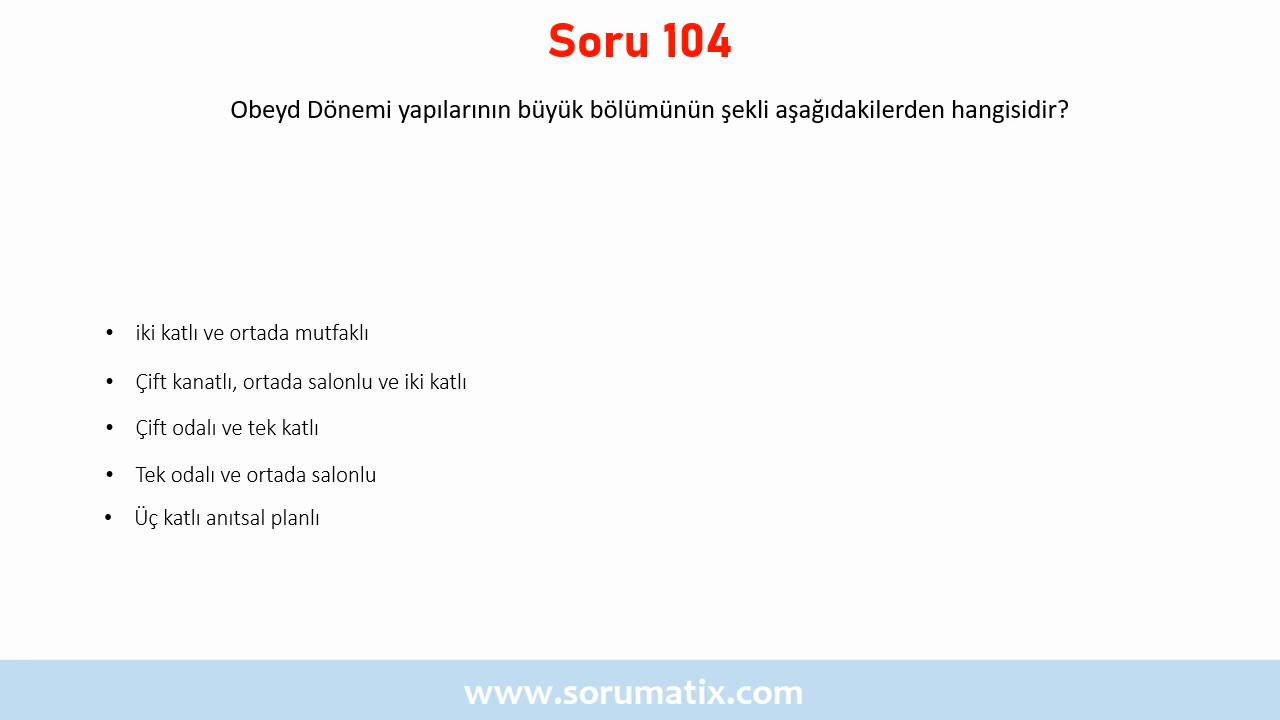 Soru 104
Obeyd Dönemi yapılarının büyük bölümünün şekli aşağıdakilerden hangisidir?
• iki katlı ve ortada mutfaklı
• Çift kanatlı, ortada salonlu ve iki katlı
• Çift odalı ve tek katlı
• Tek odalı ve ortada salonlu
• Üç katlı anıtsal planlı
www.sorumatix.com